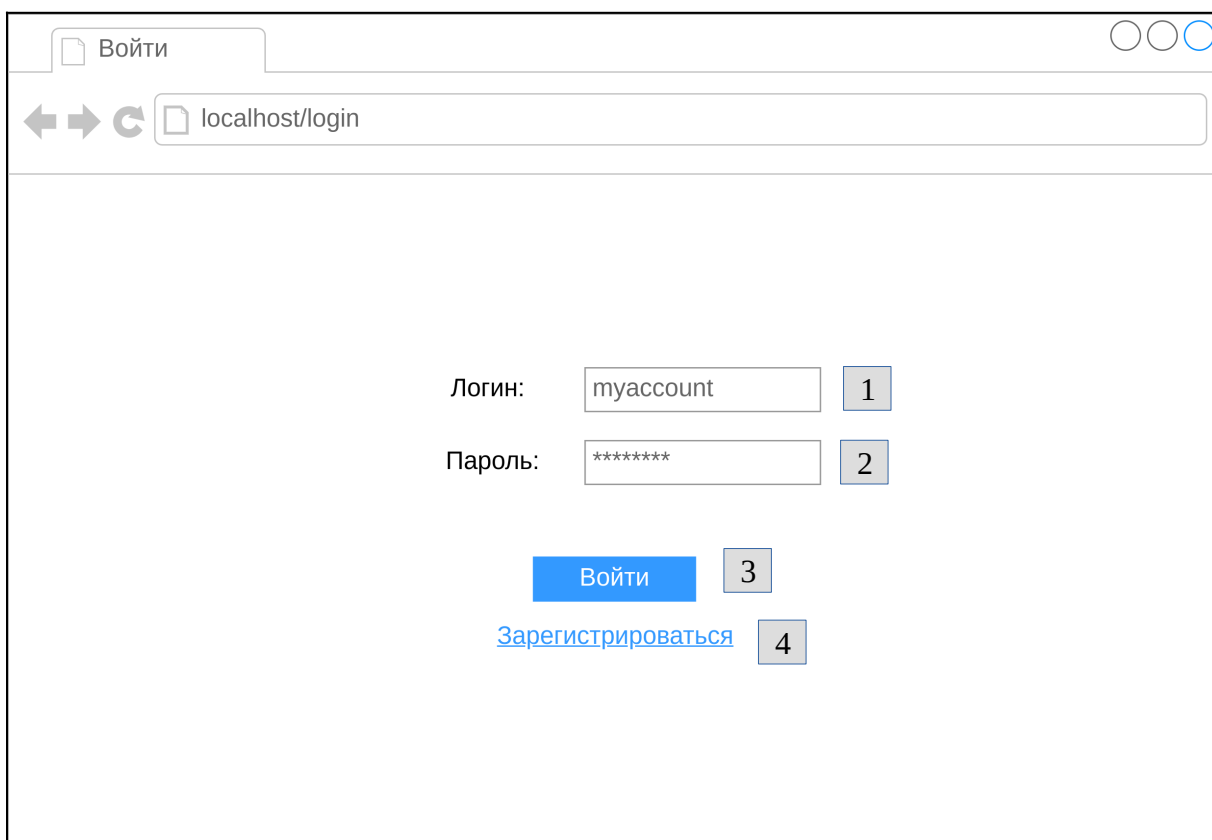 Войти
localhost/login
Логин: myaccount 1
Пароль: ******** 2
Войти 3
Зарегистрироваться 4